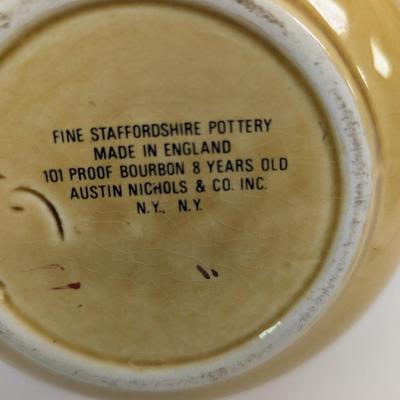 FINE STAFFORDSHIRE POTTERY
MADE IN ENGLAND
101 PROOF BOURBON 8 YEARS OLD
AUSTIN NICHOLS & CO. INC.
N.Y., N.Y.